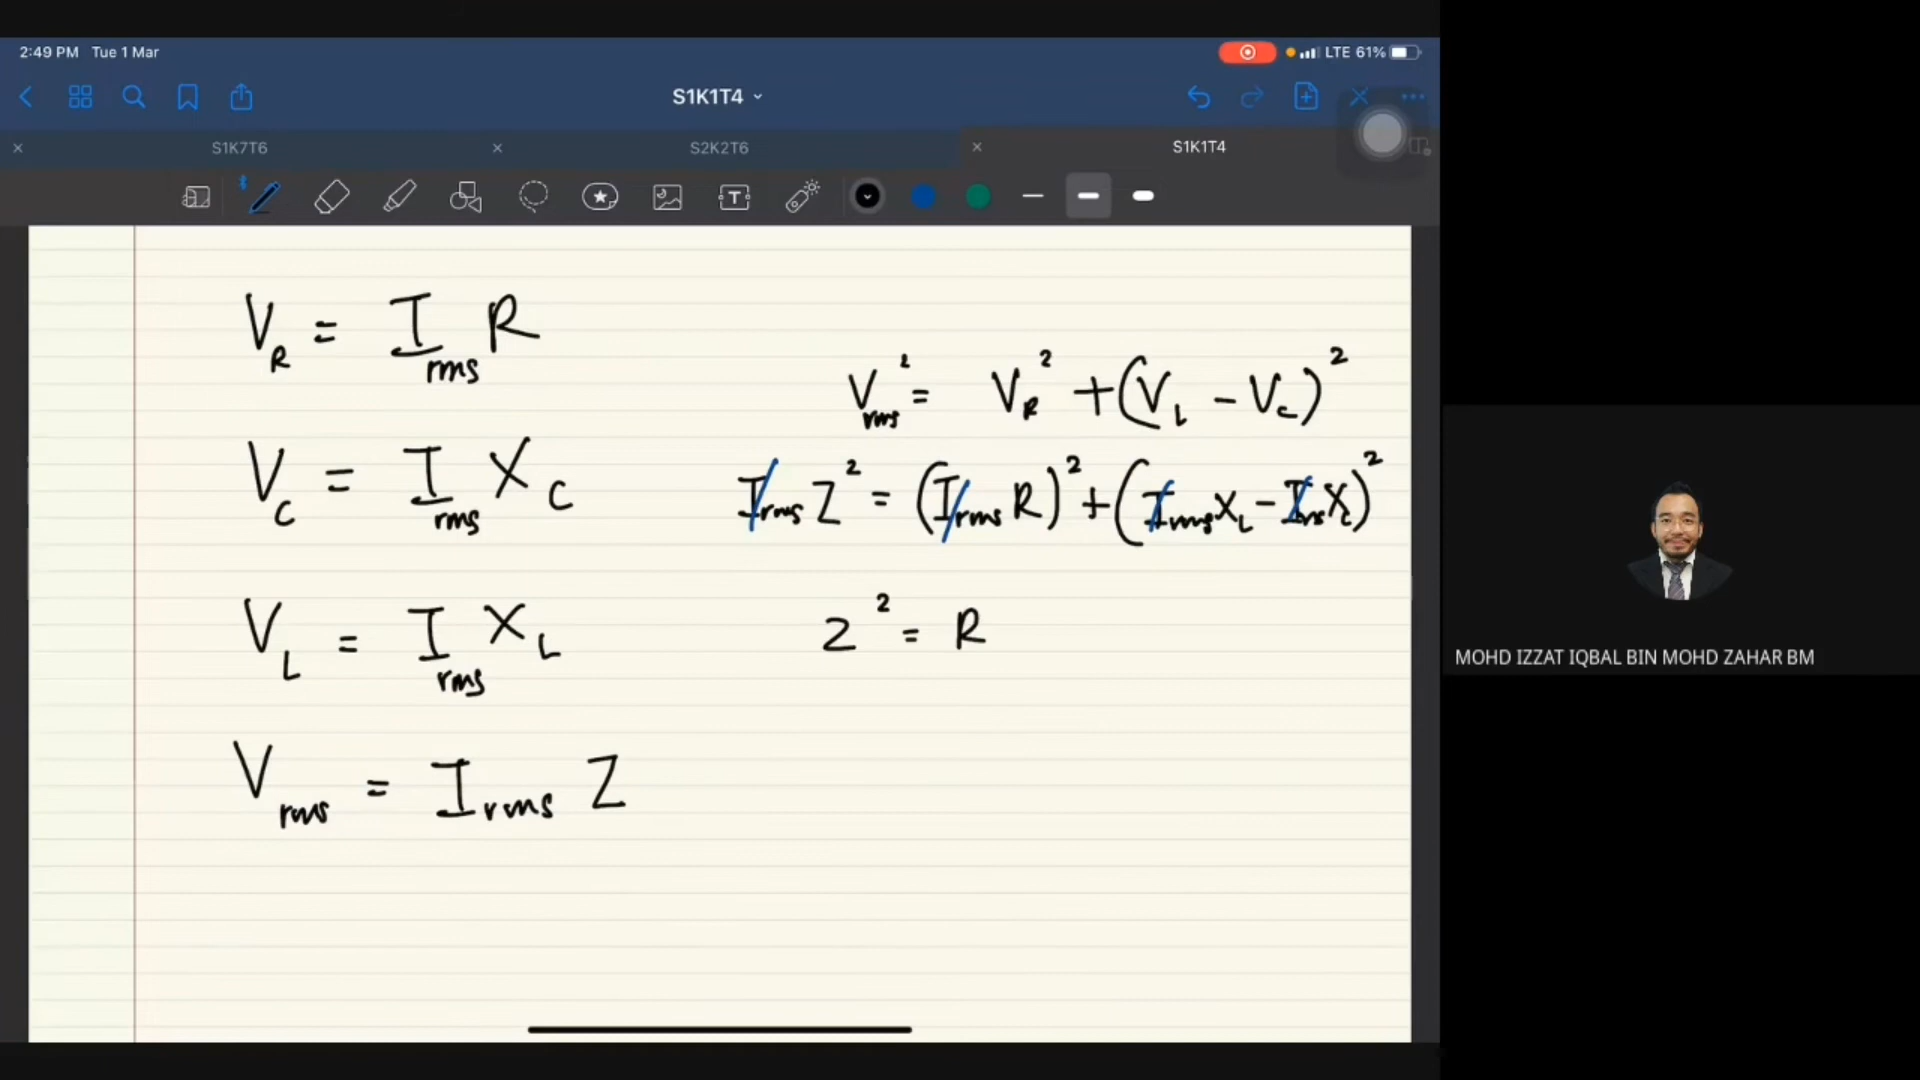 2:49 PM Tue 1 Mar
LTE 61%
S1K1T4
S1K7T6
S2K2T6
S1K1T4
V_R = I_rms R
V_rms² = V_R² + (V_L - V_C)²
V_C = I_rms X_C
I_rms Z² = (I_rms R)² + (I_rms X_L - I_rms X_C)²
V_L = I_rms X_L
Z² = R
V_rms = I_rms Z
MOHD IZZAT IQBAL BIN MOHD ZAHAR BM